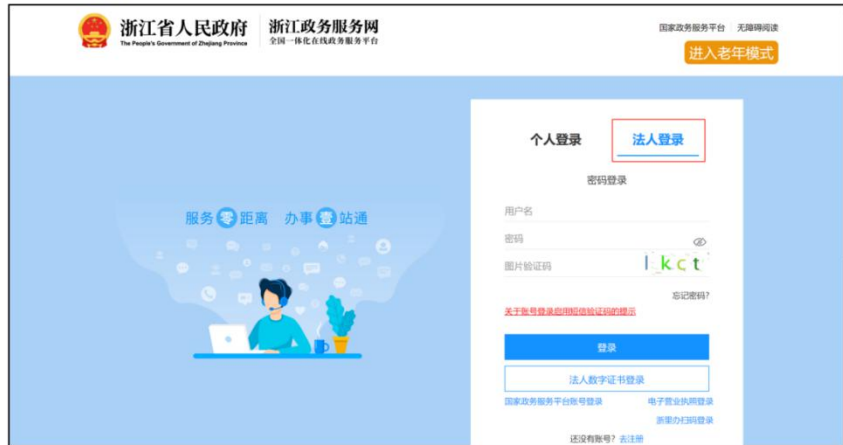 浙江省人民政府
The People's Government of Zhejiang Province
浙江政务服务网
全国一体化在线政务服务平台
国家政务服务平台 无障碍阅读
进入老年模式
服务零距离 办事壹站通
个人登录 法人登录
密码登录
用户名
密码
图片验证码
l k c t
忘记密码?
关于账号登录启用短信验证码的提示
登录
法人数字证书登录
国家政务服务平台账号登录 电子营业执照登录
浙里办扫码登录
还没有账号? 去注册